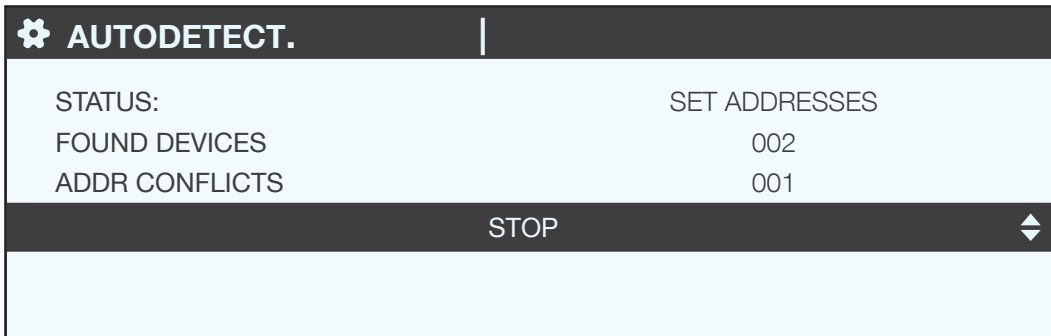 AUTODETECT.
STATUS: SET ADDRESSES
FOUND DEVICES 002
ADDR CONFLICTS 001
STOP